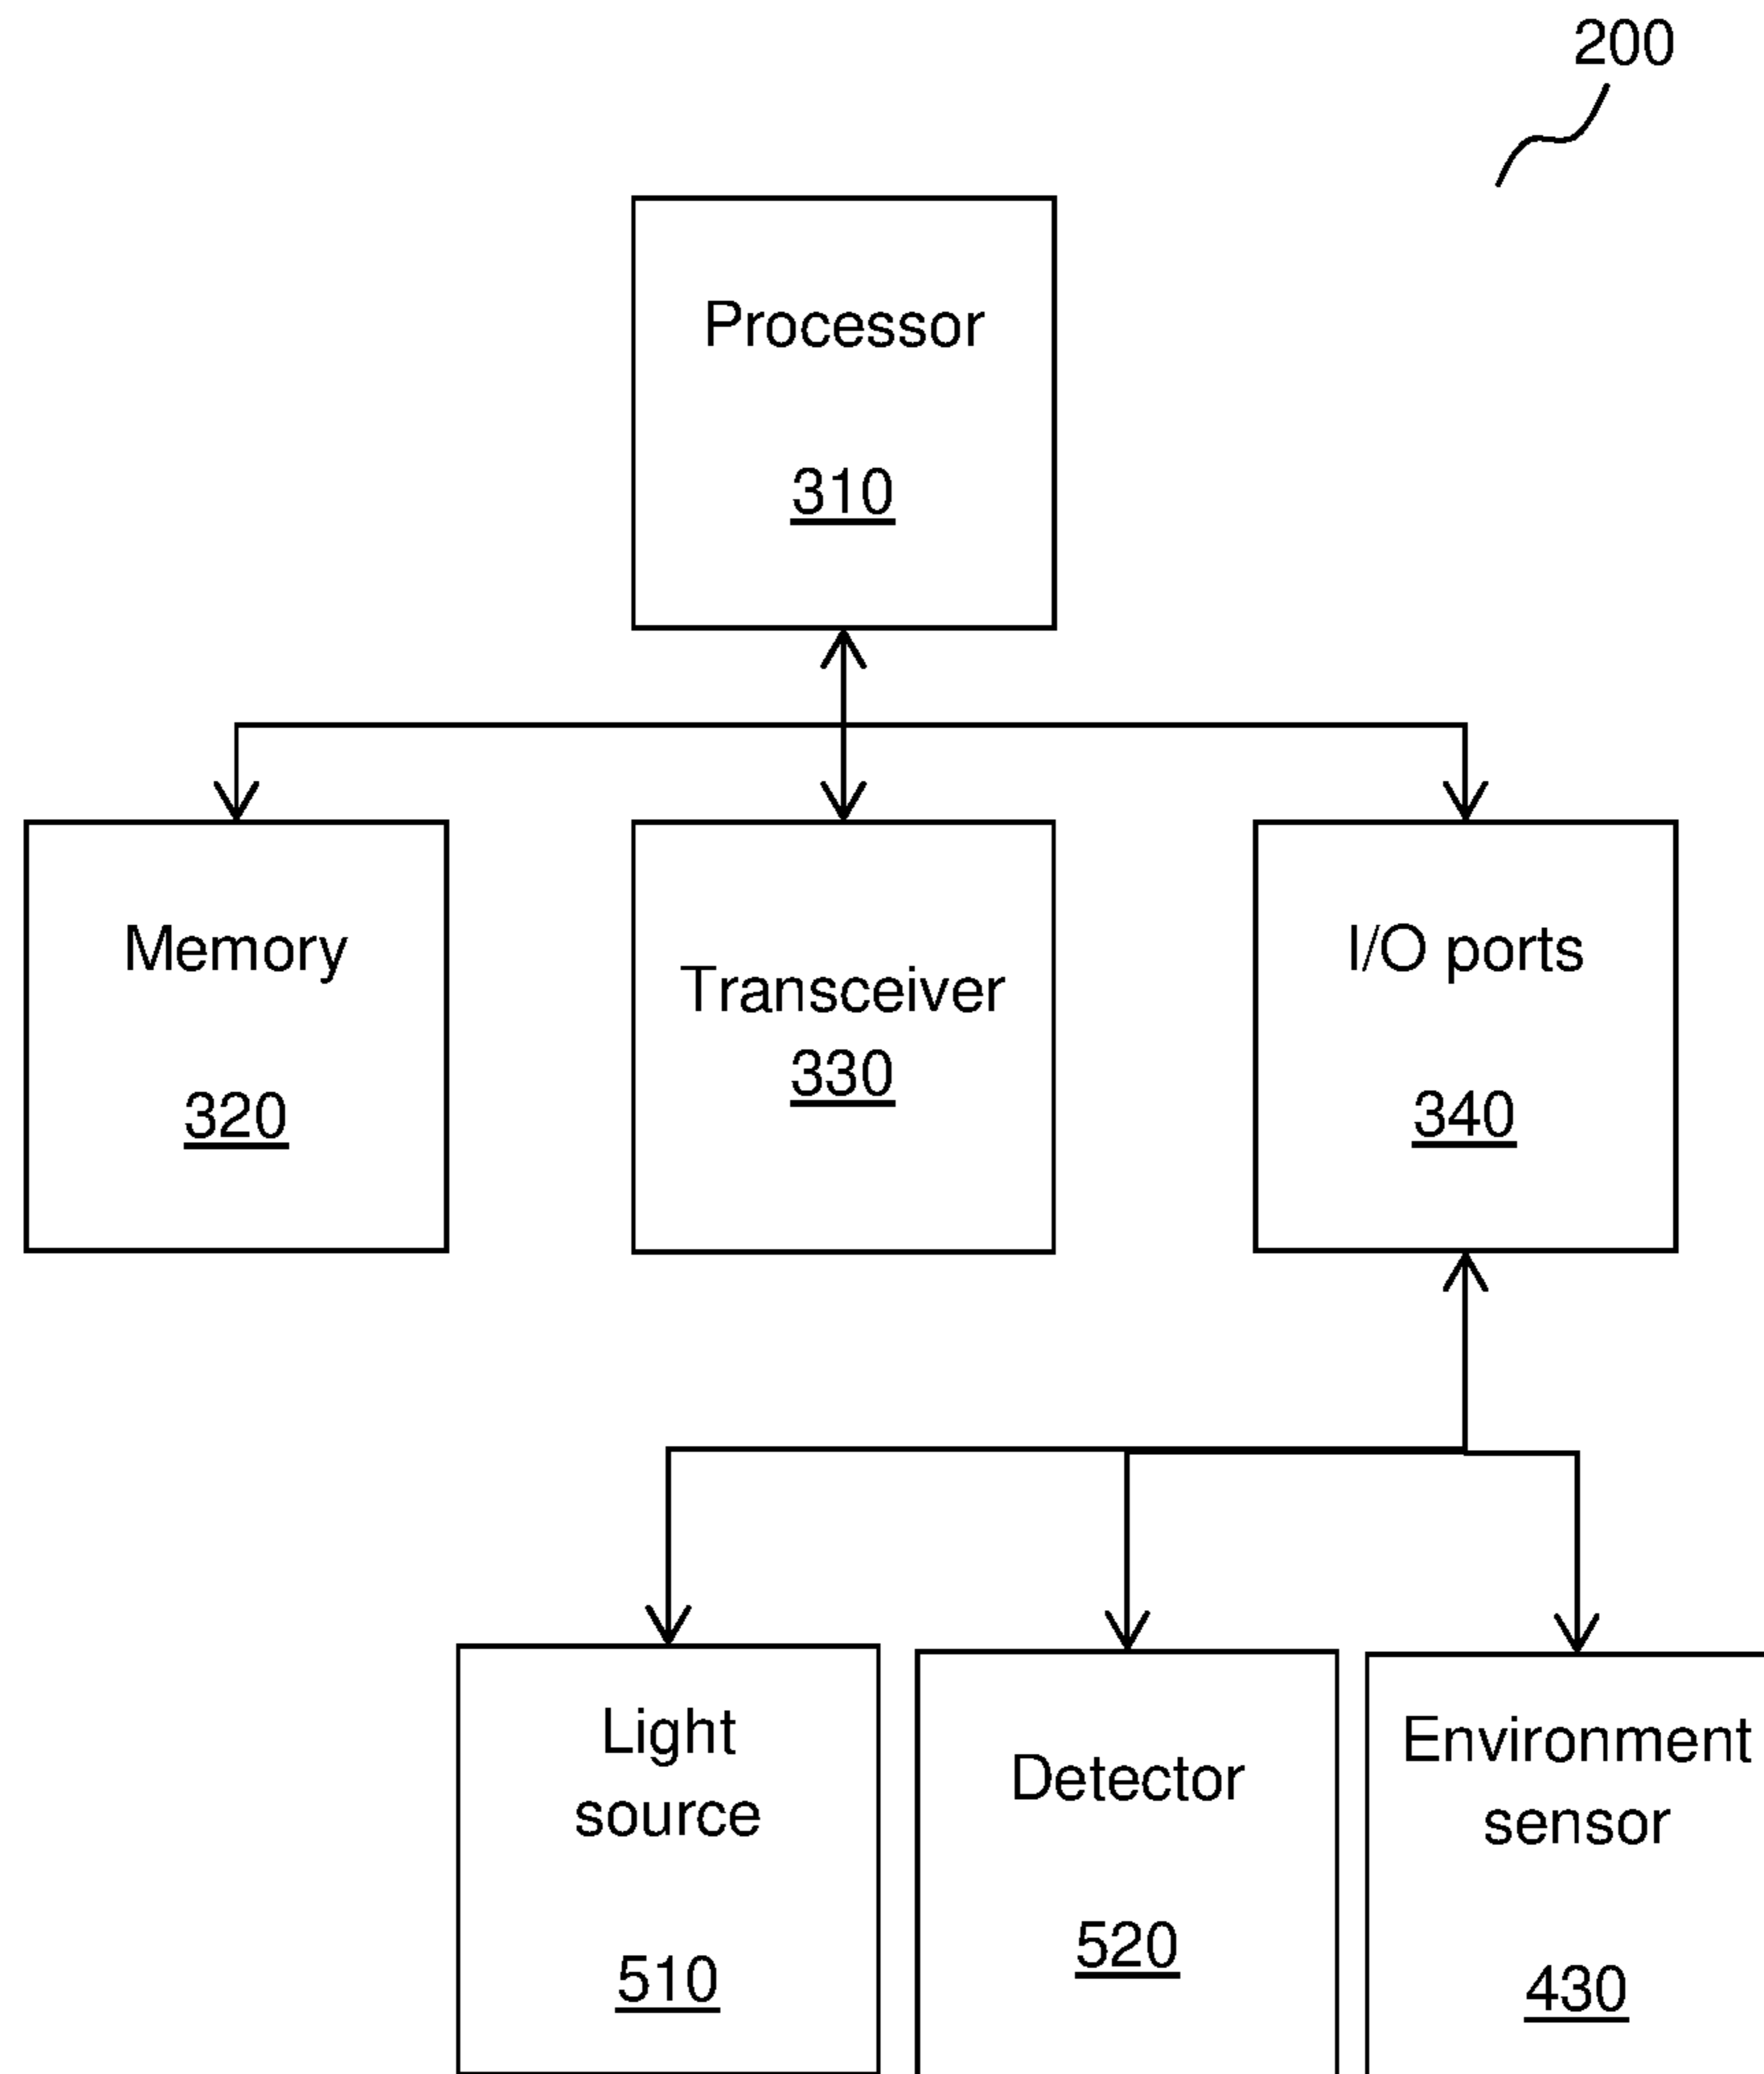 200
Processor
310
Memory
320
Transceiver
330
I/O ports
340
Light
source
510
Detector
520
Environment
sensor
430